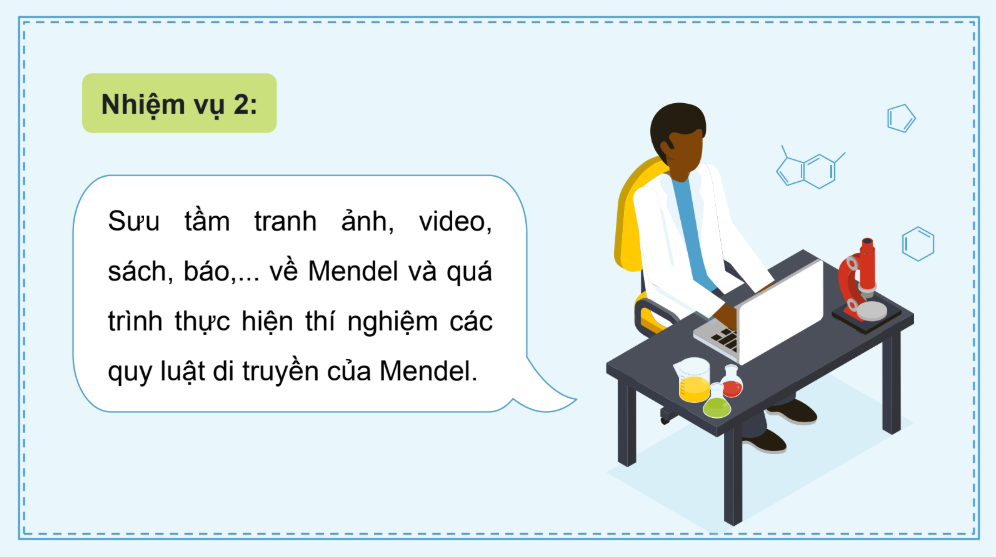 Nhiệm vụ 2:
Sưu tầm tranh ảnh, video,
sách, báo,... về Mendel và quá
trình thực hiện thí nghiệm các
quy luật di truyền của Mendel.